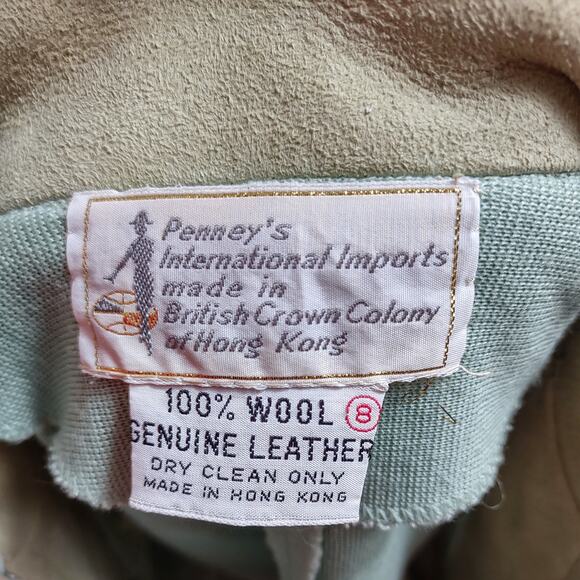 Penney's
International Imports
made in
British Crown Colony
of Hong Kong
100% WOOL 8
GENUINE LEATHER
DRY CLEAN ONLY
MADE IN HONG KONG